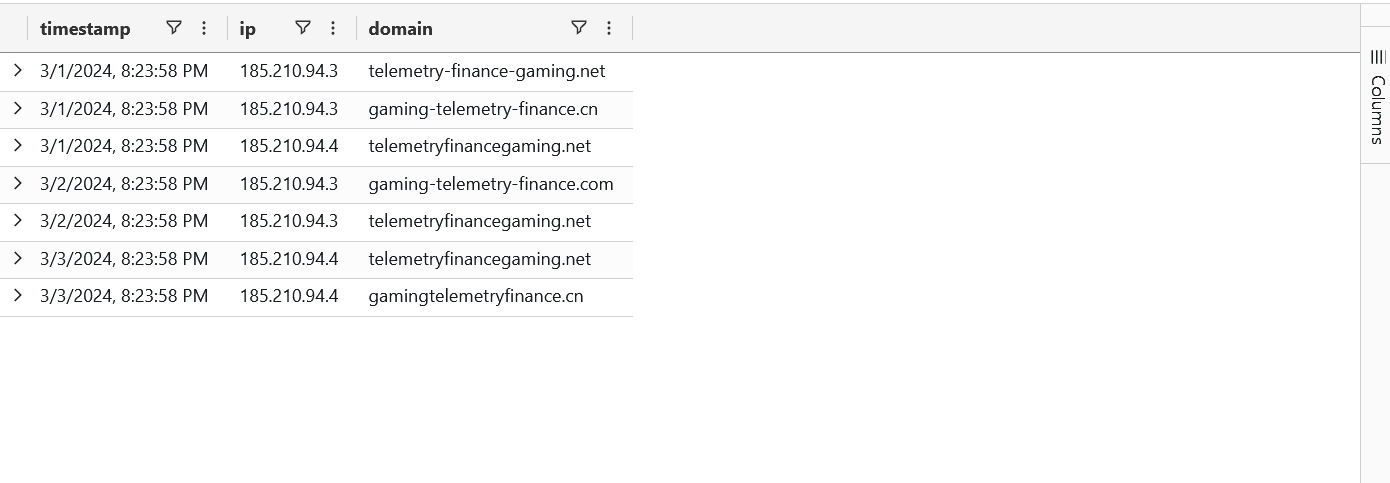 timestamp ip domain
3/1/2024, 8:23:58 PM 185.210.94.3 telemetry-finance-gaming.net
3/1/2024, 8:23:58 PM 185.210.94.3 gaming-telemetry-finance.cn
3/1/2024, 8:23:58 PM 185.210.94.4 telemetryfinancegaming.net
3/2/2024, 8:23:58 PM 185.210.94.3 gaming-telemetry-finance.com
3/2/2024, 8:23:58 PM 185.210.94.3 telemetryfinancegaming.net
3/3/2024, 8:23:58 PM 185.210.94.4 telemetryfinancegaming.net
3/3/2024, 8:23:58 PM 185.210.94.4 gamingtelemetryfinance.cn
Columns